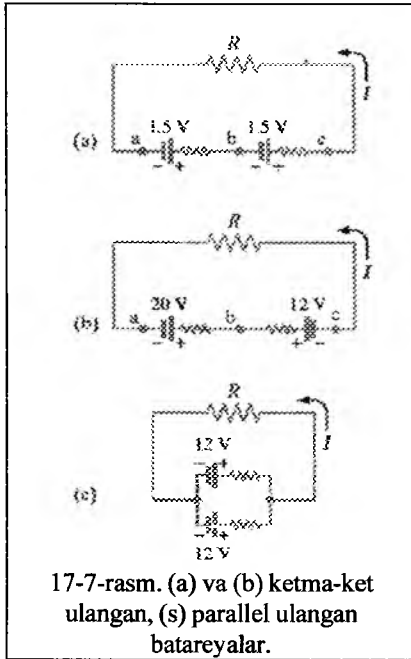 R
I
1.5 V 1.5 V
(a) a b c
− + − +
R
I
20 V 12 V
(b) a b c
− + + −
R
I
12 V
− +
(c)
− +
12 V
17-7-rasm. (a) va (b) ketma-ket
ulangan, (s) parallel ulangan
batareyalar.